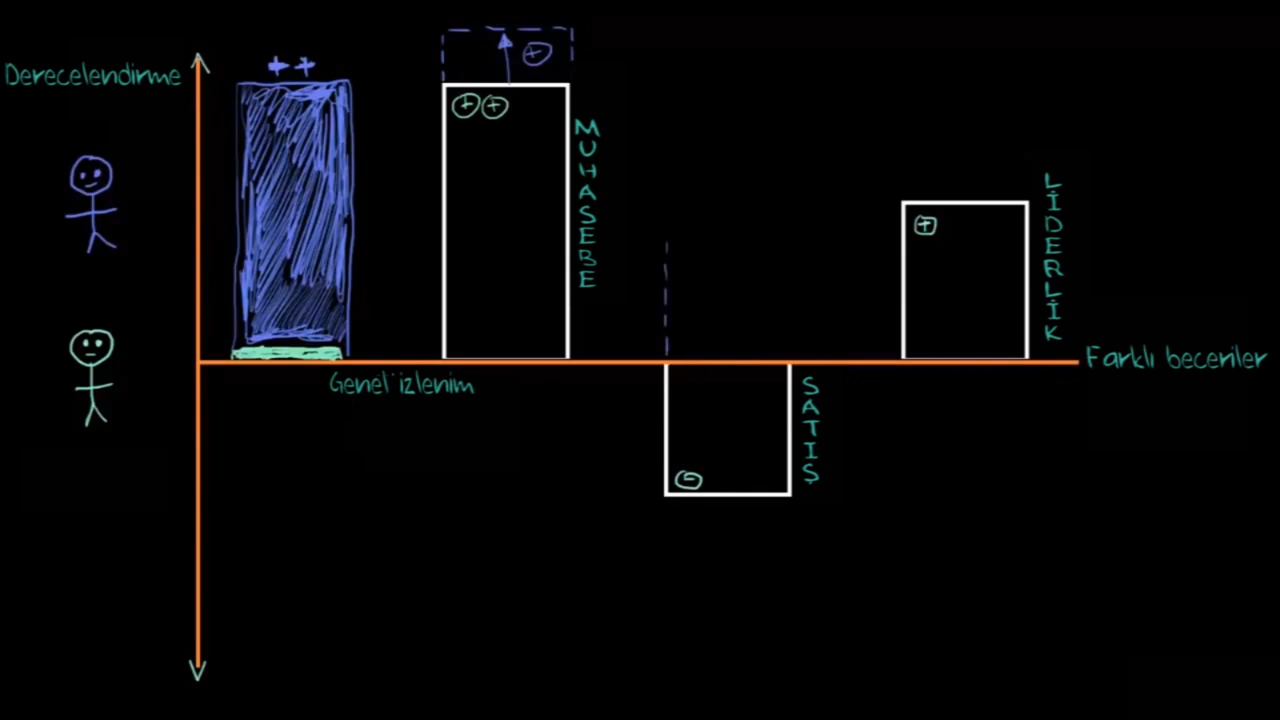 Derecelendirme
++
+
++
MUHASEBE
+
LİDERLİK
Farklı beceriler
Genel izlenim
SATIŞ
-